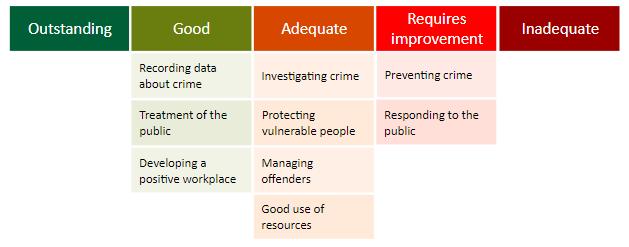 Outstanding
Good
Adequate
Requires
improvement
Inadequate
Recording data
about crime
Investigating crime
Preventing crime
Treatment of the
public
Protecting
vulnerable people
Responding to the
public
Developing a
positive workplace
Managing
offenders
Good use of
resources